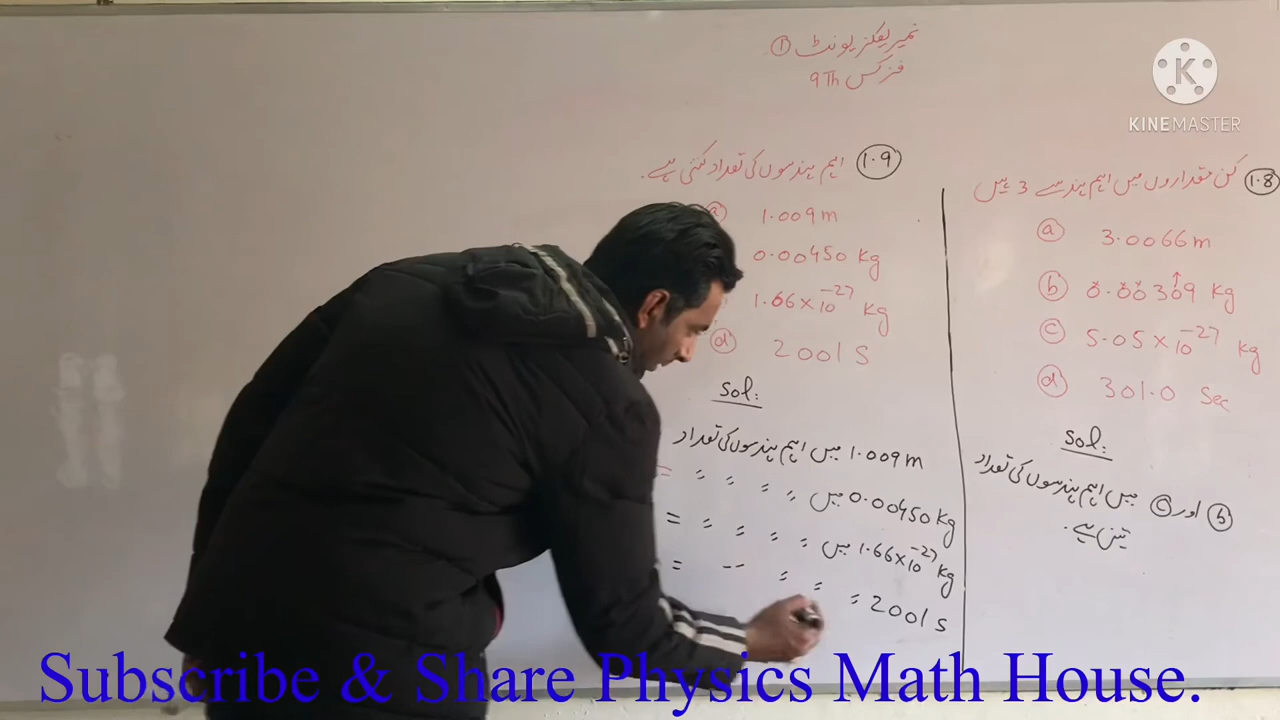 نمیریکلز یونٹ ①
فزکس 9Th
KINEMASTER
1.8 کن مقداروں میں اہم ہندسے 3 ہیں
a 3.0066 m
b 0.00309 Kg
c 5.05 × 10⁻²⁷ Kg
d 301.0 Sec
Sol:
b اور c میں اہم ہندسوں کی تعداد
تین ہے۔
1.9 اہم ہندسوں کی تعداد کتنی ہے۔
a 1.009 m
0.00450 Kg
1.66 × 10⁻²⁷ Kg
d 2001 S
Sol:
1.009 m میں اہم ہندسوں کی تعداد
0.00450 Kg میں 〃 〃 〃 〃 =
1.66 × 10⁻²⁷ Kg میں 〃 〃 〃 〃 =
2001 S 〃 〃 〃 〃 =
Subscribe & Share Physics Math House.